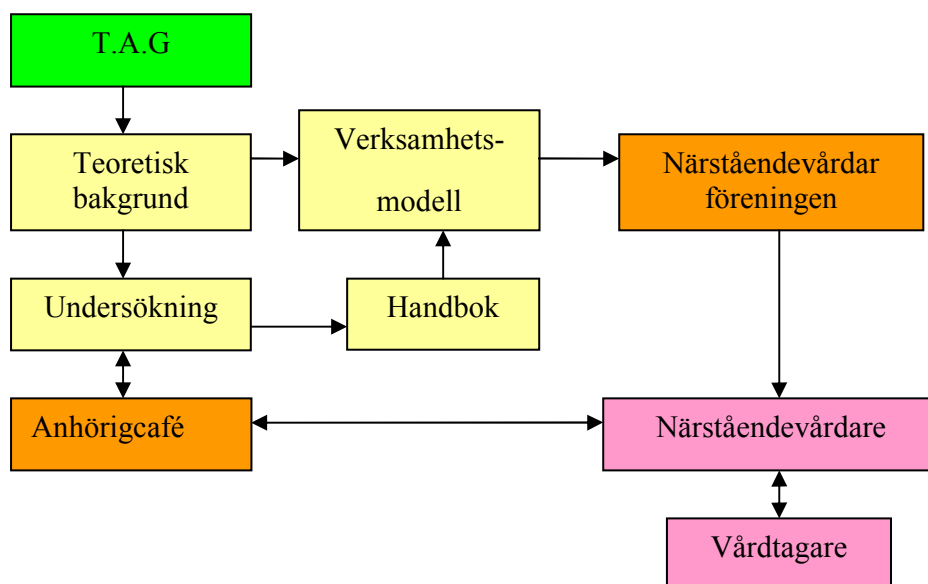 T.A.G
Teoretisk
bakgrund
Verksamhets-
modell
Närståendevårdar
föreningen
Undersökning
Handbok
Anhörigcafé
Närståendevårdare
Vårdtagare